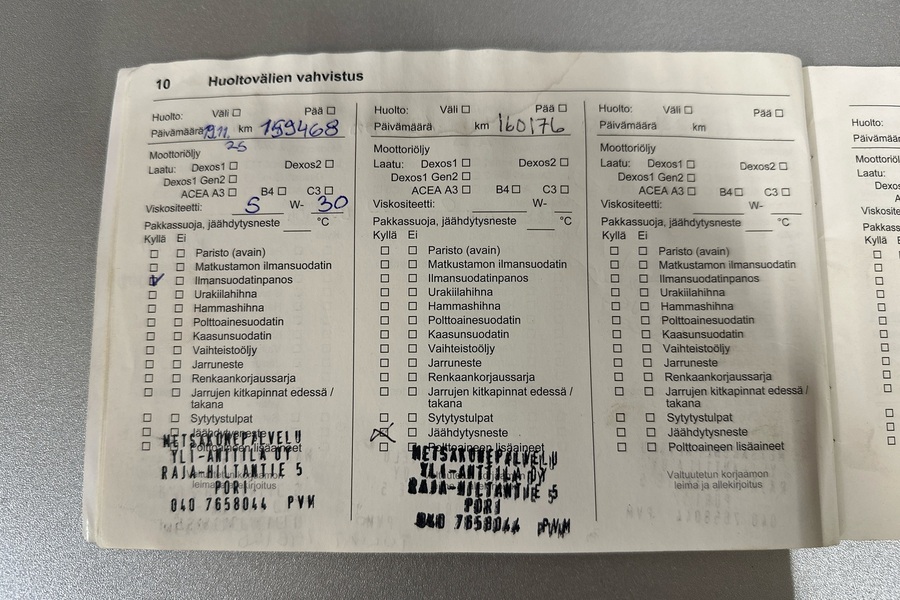 10 Huoltovälien vahvistus
Huolto: Väli Pää
Päivämäärä 19.11. km 159468
25
Moottoriöljy
Laatu: Dexos1 Dexos2
Dexos1 Gen2
ACEA A3 B4 C3
Viskositeetti: 5 W- 30
Pakkassuoja, jäähdytysneste °C
Kyllä Ei
Paristo (avain)
Matkustamon ilmansuodatin
Ilmansuodatinpanos
Urakiilahihna
Hammashihna
Polttoainesuodatin
Kaasunsuodatin
Vaihteistoöljy
Jarruneste
Renkaankorjaussarja
Jarrujen kitkapinnat edessä /
takana
Sytytystulpat
Jäähdytysneste
Polttoaineen lisäaineet
METSAKONEPALVELU
YLI-ANTTILA OY
RAJA-HILTANTIE 5
PORI
040 7658044 PVM
Huolto: Väli Pää
Päivämäärä km 160176
Moottoriöljy
Laatu: Dexos1 Dexos2
Dexos1 Gen2
ACEA A3 B4 C3
Viskositeetti: W-
Pakkassuoja, jäähdytysneste °C
Kyllä Ei
Paristo (avain)
Matkustamon ilmansuodatin
Ilmansuodatinpanos
Urakiilahihna
Hammashihna
Polttoainesuodatin
Kaasunsuodatin
Vaihteistoöljy
Jarruneste
Renkaankorjaussarja
Jarrujen kitkapinnat edessä /
takana
Sytytystulpat
Jäähdytysneste
Polttoaineen lisäaineet
METSAKONEPALVELU
YLI-ANTTILA OY
RAJA-HILTANTIE 5
PORI
040 7658044 PVM
Huolto: Väli Pää
Päivämäärä km
Moottoriöljy
Laatu: Dexos1 Dexos2
Dexos1 Gen2
ACEA A3 B4 C3
Viskositeetti: W-
Pakkassuoja, jäähdytysneste °C
Kyllä Ei
Paristo (avain)
Matkustamon ilmansuodatin
Ilmansuodatinpanos
Urakiilahihna
Hammashihna
Polttoainesuodatin
Kaasunsuodatin
Vaihteistoöljy
Jarruneste
Renkaankorjaussarja
Jarrujen kitkapinnat edessä /
takana
Sytytystulpat
Jäähdytysneste
Polttoaineen lisäaineet
Valtuutetun korjaamon
leima ja allekirjoitus
Huolto:
Laatu:
Kyllä